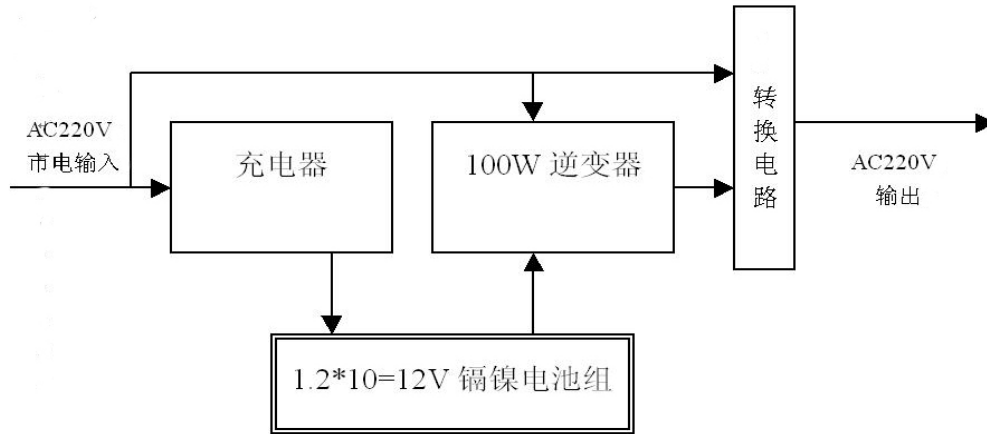 AC220V
市电输入
充电器
100W 逆变器
转
换
电
路
AC220V
输出
1.2*10=12V 镉镍电池组